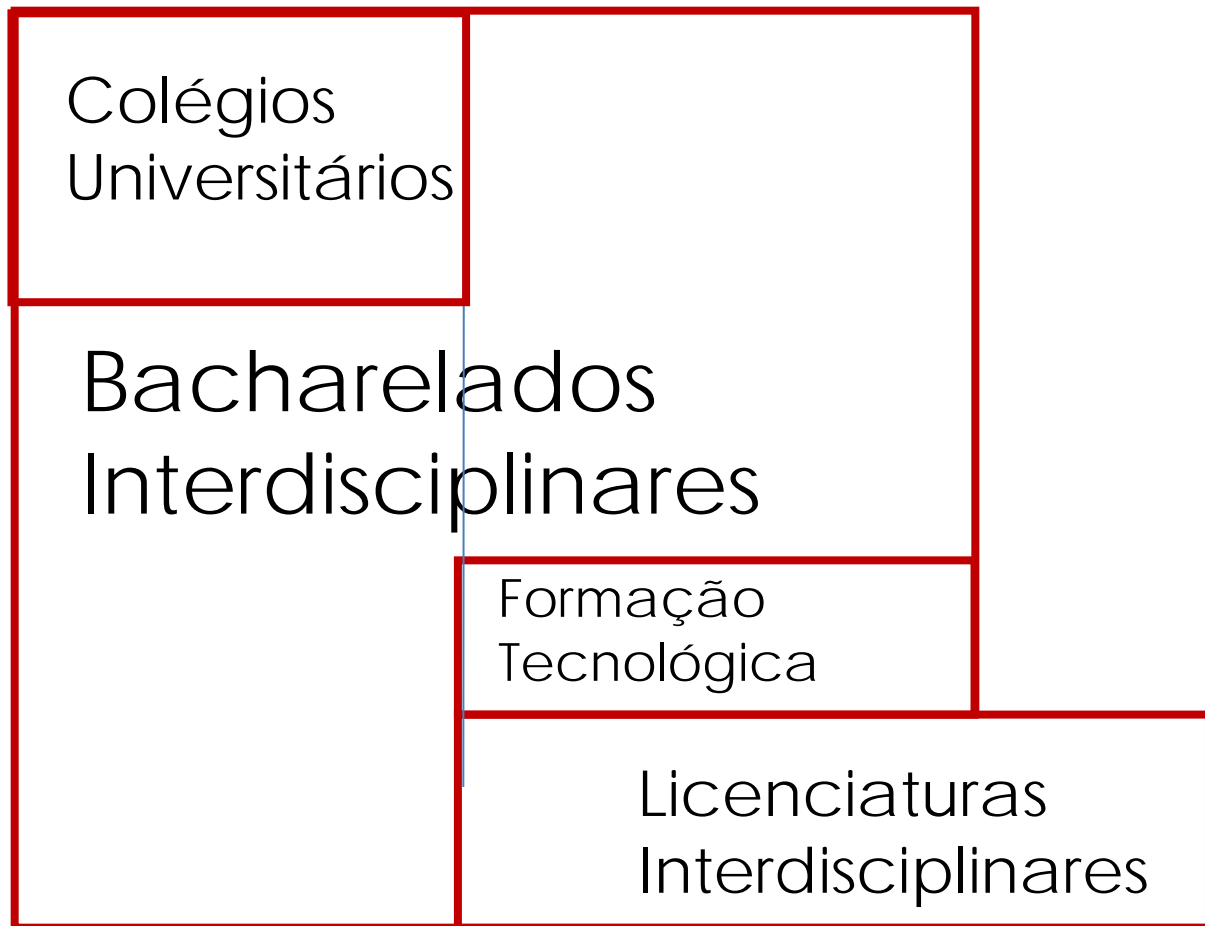 Colégios
Universitários
Bacharelados
Interdisciplinares
Formação
Tecnológica
Licenciaturas
Interdisciplinares